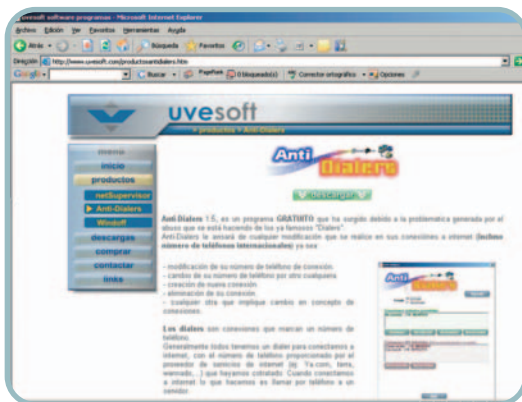 uvesoft software programas - Microsoft Internet Explorer
Archivo Edición Ver Favoritos Herramientas Ayuda
Atrás Búsqueda Favoritos
Dirección http://www.uvesoft.com/productosantidialers.htm
Google Buscar PageRank 0 bloqueado(s) Corrector ortográfico Opciones
uvesoft
» productos » Anti-Dialers
menu
inicio
productos
netSupervisor
Anti-Dialers
Windoff
descargas
comprar
contactar
links
Anti Dialers
descargar
Anti-Dialers 1.5, es un programa GRATUITO que ha surgido debido a la problemática generada por el
abuso que se está haciendo de los ya famosos "Dialers".
Anti-Dialers le avisará de cualquier modificación que se realice en sus conexiones a internet (incluso
número de teléfonos internacionales) ya sea
- modificación de su número de teléfono de conexión.
- cambio de su número de teléfono por otro cualquiera
- creación de nueva conexión
- eliminación de su conexión.
- cualquier otra que implique cambio en concepto de
conexiones.
Los dialers son conexiones que marcan un número de
teléfono.
Generalmente todos tenemos un dialer para conectarnos a
internet, con el número de teléfono proporcionado por el
proveedor de servicios de internet (ej. Ya.com, terra,
wanadoo,...) que hayamos contratado. Cuando conectamos
a internet lo que hacemos es llamar por teléfono a un
servidor.
Anti Dialers